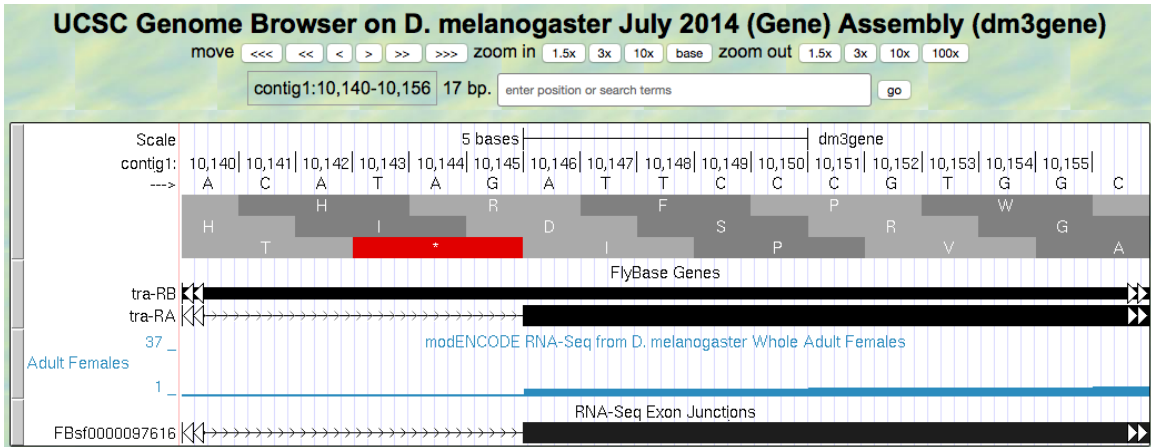 UCSC Genome Browser on D. melanogaster July 2014 (Gene) Assembly (dm3gene)
move <<< << < > >> >>> zoom in 1.5x 3x 10x base zoom out 1.5x 3x 10x 100x
contig1:10,140-10,156 17 bp. enter position or search terms go
Scale 5 bases dm3gene
contig1: 10,140 10,141 10,142 10,143 10,144 10,145 10,146 10,147 10,148 10,149 10,150 10,151 10,152 10,153 10,154 10,155
---> A C A T A G A T T C C C G T G G C
H R F P W
H I D S R G
T * I P V A
FlyBase Genes
tra-RB
tra-RA
37 _ modENCODE RNA-Seq from D. melanogaster Whole Adult Females
Adult Females
1 _
RNA-Seq Exon Junctions
FBsf0000097616